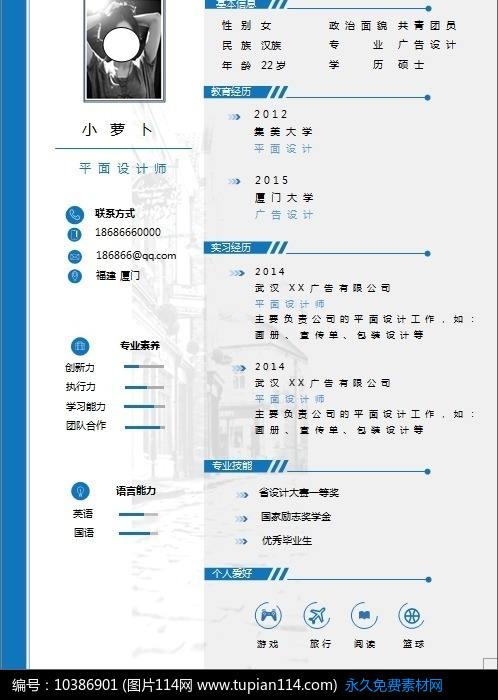 小萝卜
平面设计师
联系方式
18686660000
186866@qq.com
福建 厦门
专业素养
创新力
执行力
学习能力
团队合作
语言能力
英语
国语
基本信息
性别 女 政治面貌 共青团员
民族 汉族 专业 广告设计
年龄 22岁 学历 硕士
教育经历
2012
集美大学
平面设计
2015
厦门大学
广告设计
实习经历
2014
武汉 XX广告有限公司
平面设计师
主要负责公司的平面设计工作，如：
画册、宣传单、包装设计等
2014
武汉 XX广告有限公司
平面设计师
主要负责公司的平面设计工作，如：
画册、宣传单、包装设计等
专业技能
省设计大赛一等奖
国家励志奖学金
优秀毕业生
个人爱好
游戏 旅行 阅读 篮球
编号：10386901 (图片114网 www.tupian114.com) 永久免费素材网